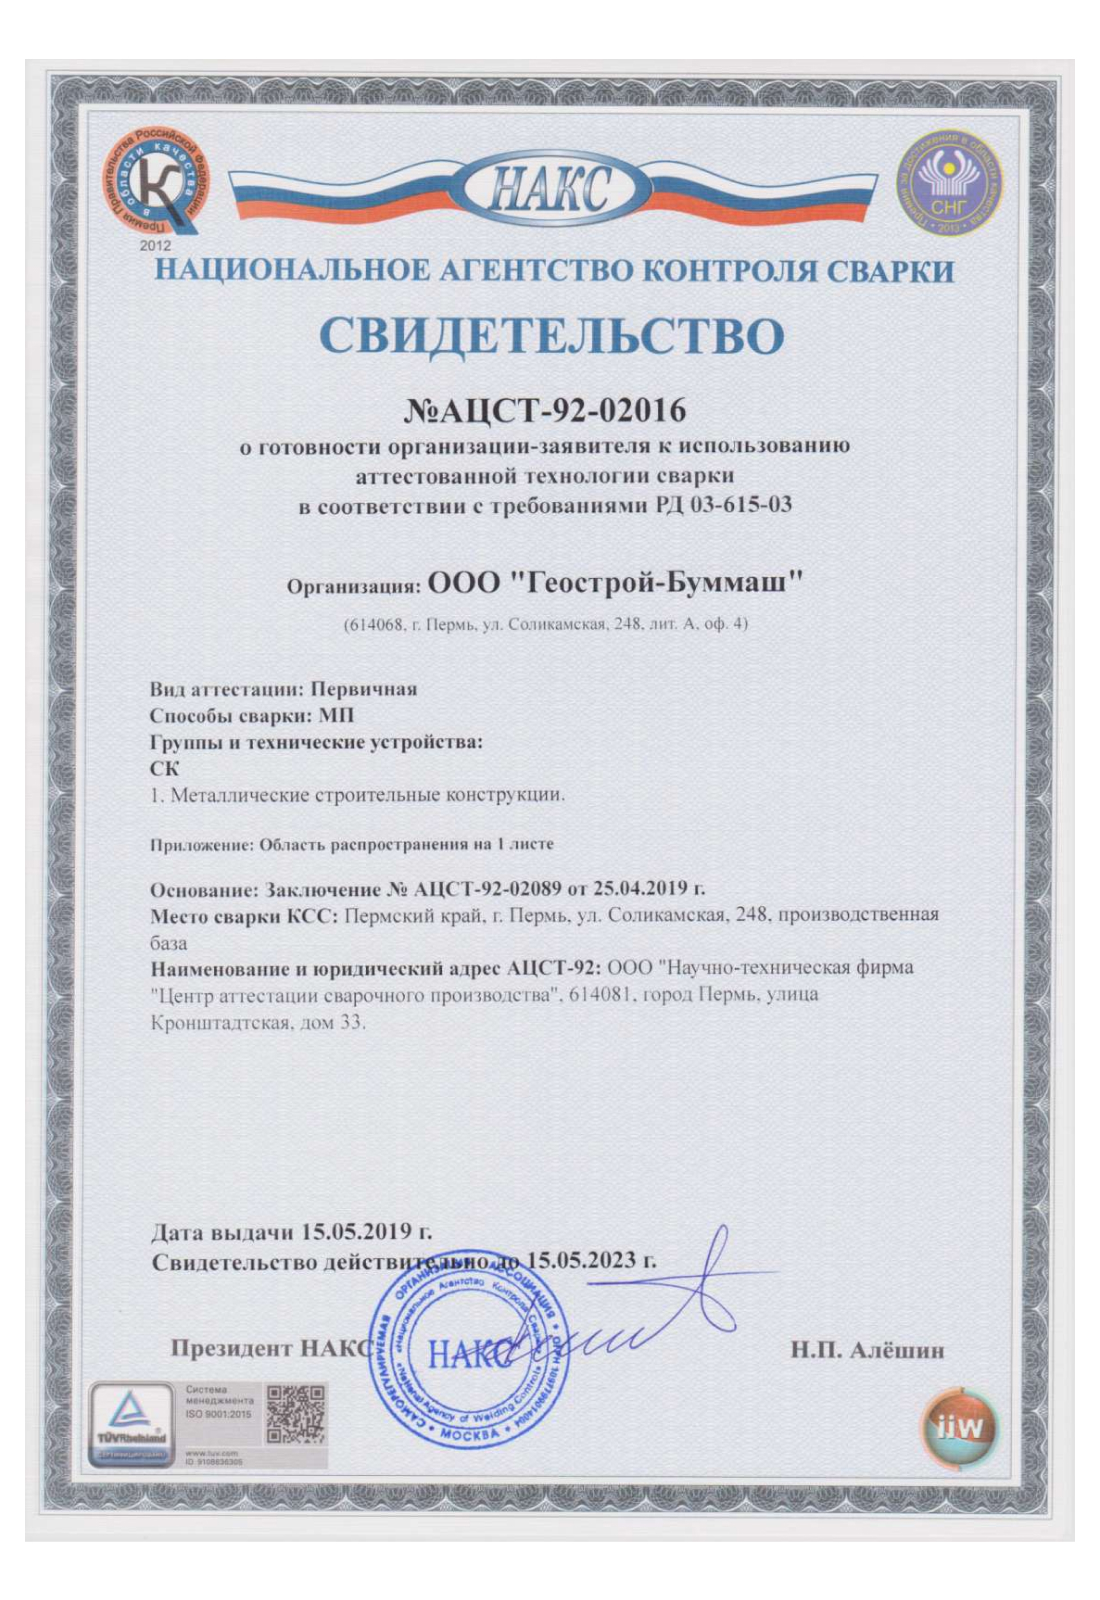 Премия Правительства Российской Федерации
в области качества
2012
НАКС
Премия за достижения в области качества
СНГ
2013
НАЦИОНАЛЬНОЕ АГЕНТСТВО КОНТРОЛЯ СВАРКИ
СВИДЕТЕЛЬСТВО
№АЦСТ-92-02016
о готовности организации-заявителя к использованию
аттестованной технологии сварки
в соответствии с требованиями РД 03-615-03
Организация: ООО "Геострой-Буммаш"
(614068, г. Пермь, ул. Соликамская, 248, лит. А, оф. 4)
Вид аттестации: Первичная
Способы сварки: МП
Группы и технические устройства:
СК
1. Металлические строительные конструкции.
Приложение: Область распространения на 1 листе
Основание: Заключение № АЦСТ-92-02089 от 25.04.2019 г.
Место сварки КСС: Пермский край, г. Пермь, ул. Соликамская, 248, производственная
база
Наименование и юридический адрес АЦСТ-92: ООО "Научно-техническая фирма
"Центр аттестации сварочного производства", 614081, город Пермь, улица
Кронштадтская, дом 33.
Дата выдачи 15.05.2019 г.
Свидетельство действительно до 15.05.2023 г.
Президент НАКС
Н.П. Алёшин
САМОРЕГУЛИРУЕМАЯ ОРГАНИЗАЦИЯ АССОЦИАЦИЯ
«Национальное Агентство Контроля Сварки»
«National Agency of Welding Control»
НАКС
МОСКВА
TÜVRheinland
Система
менеджмента
ISO 9001:2015
www.tuv.com
ID 9108636305
iiw